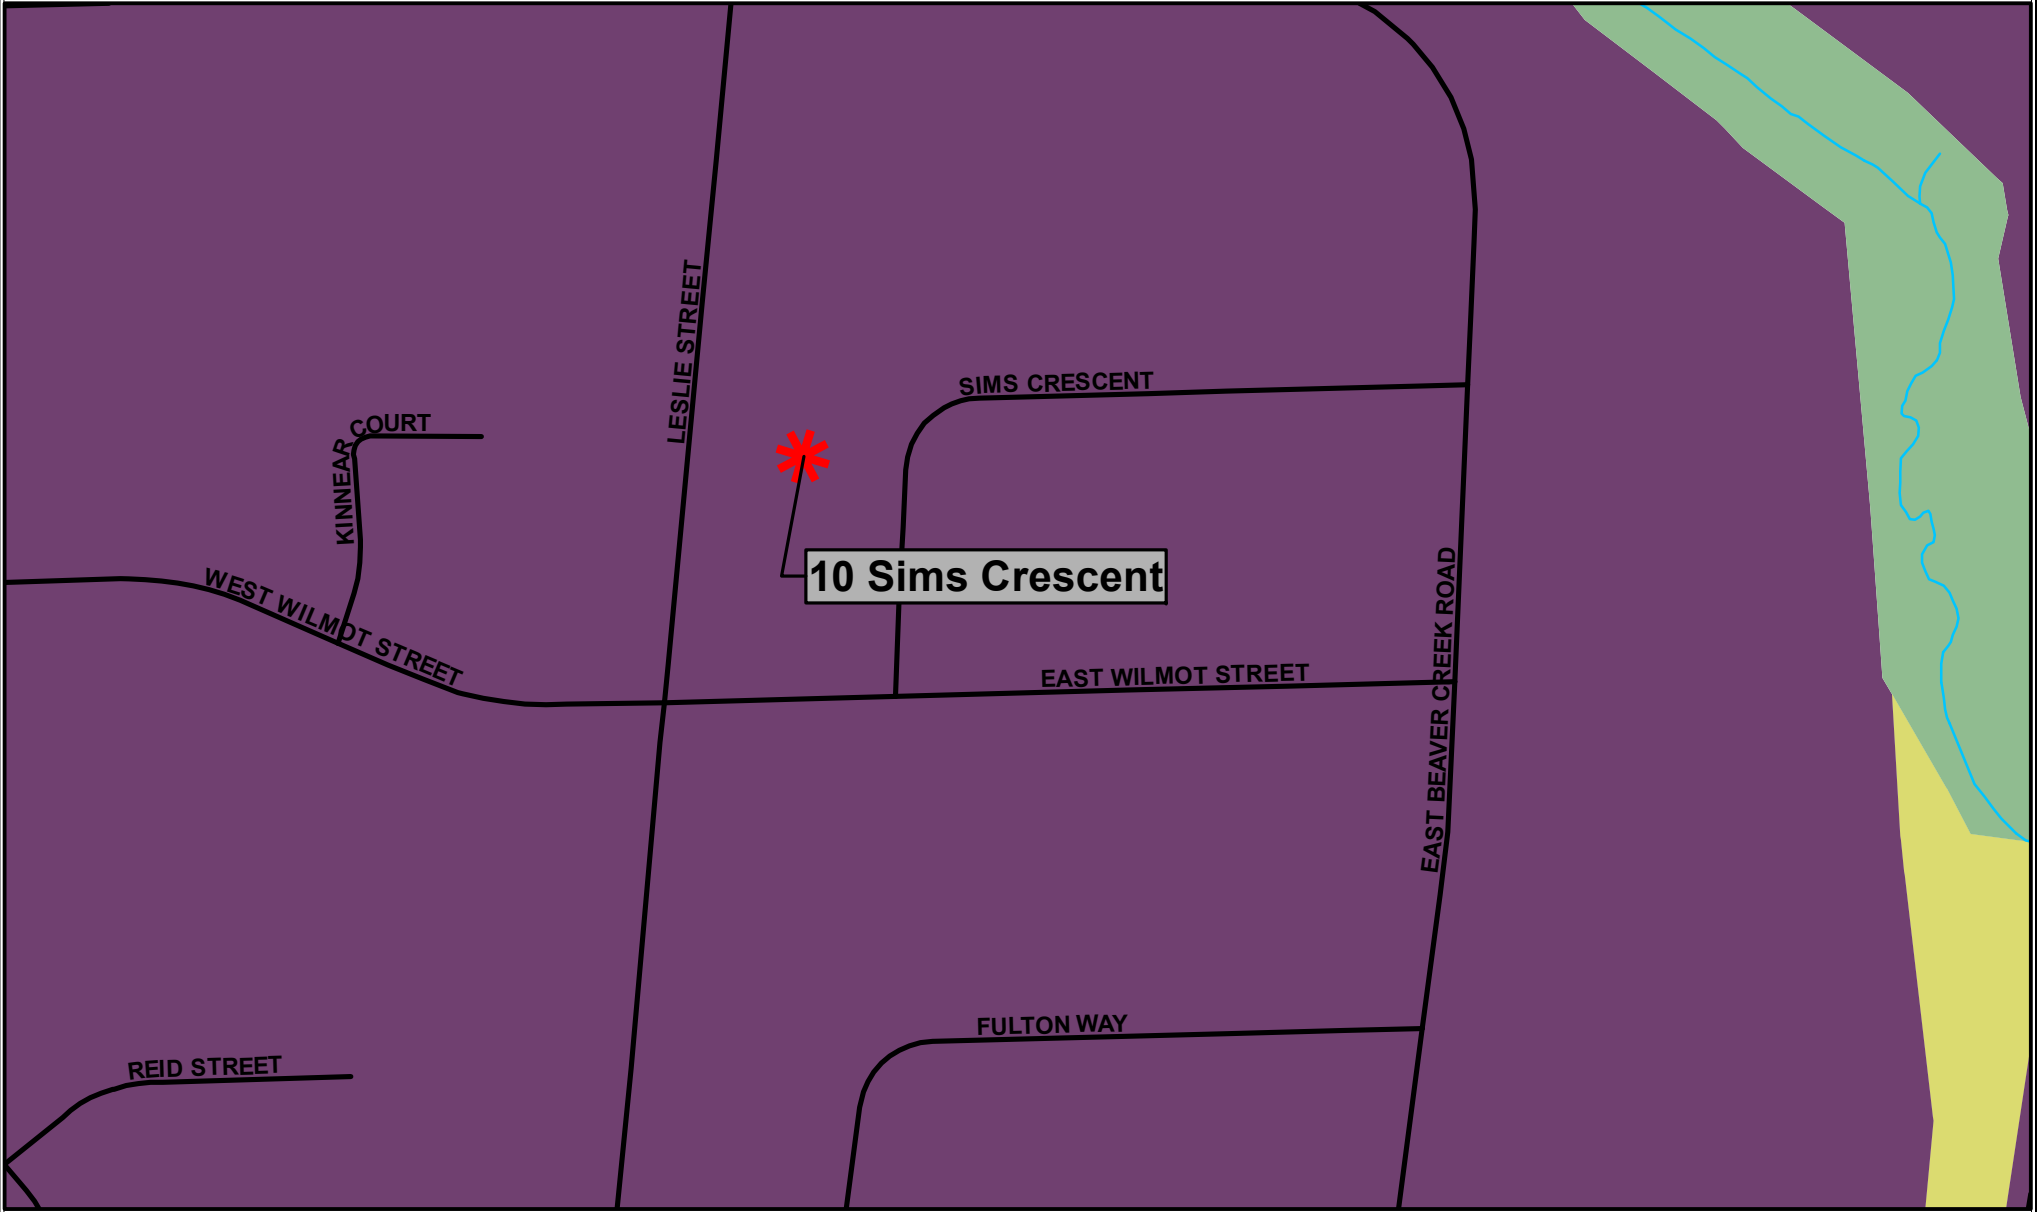 LESLIE STREET
SIMS CRESCENT
KINNEAR COURT
10 Sims Crescent
WEST WILMOT STREET
EAST WILMOT STREET
EAST BEAVER CREEK ROAD
FULTON WAY
REID STREET